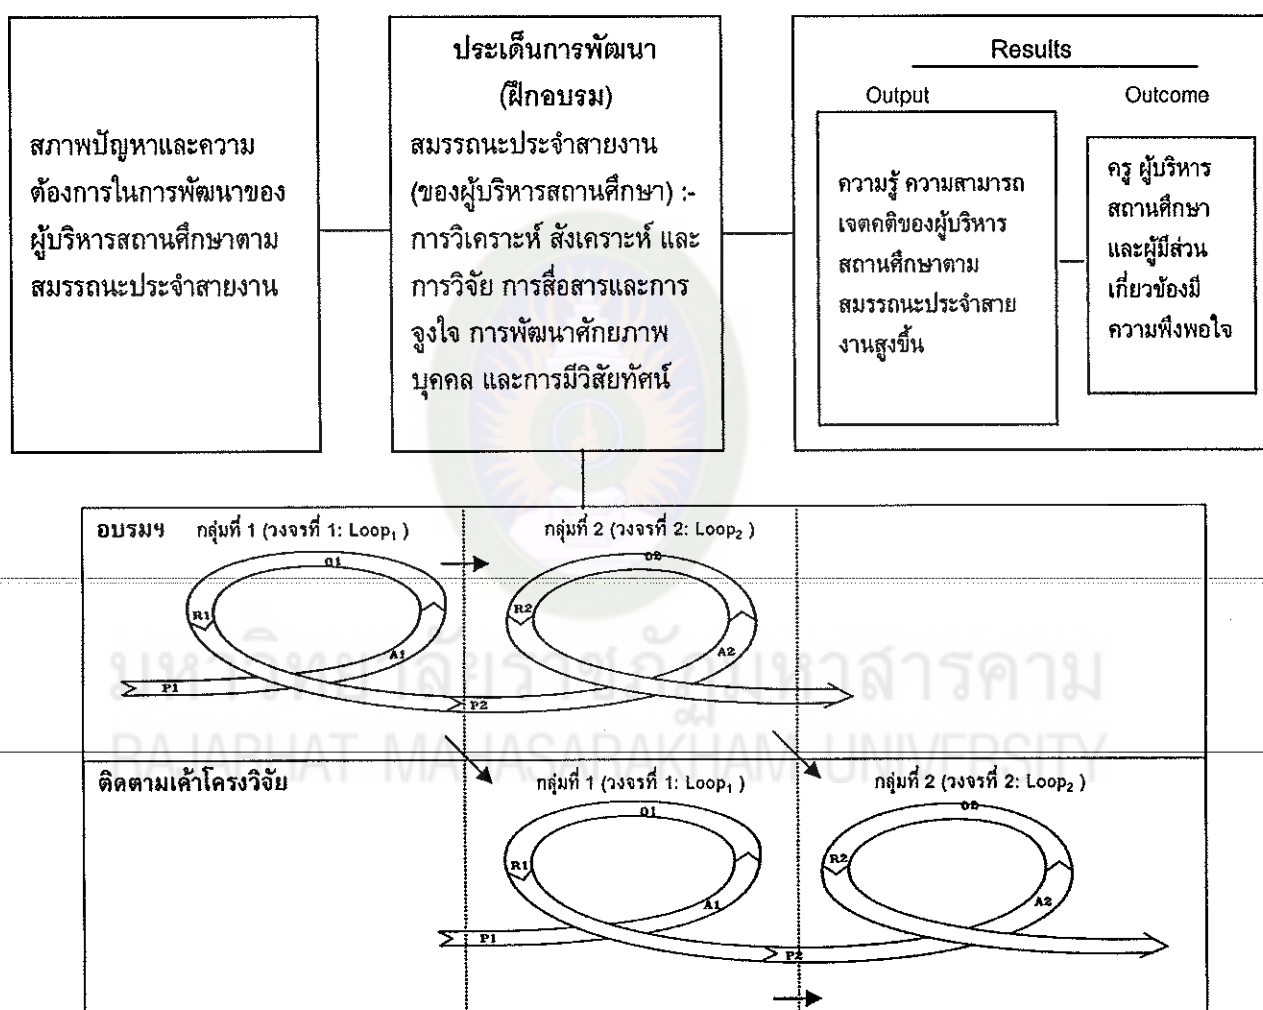 สภาพปัญหาและความ
ต้องการในการพัฒนาของ
ผู้บริหารสถานศึกษาตาม
สมรรถนะประจำสายงาน
ประเด็นการพัฒนา
(ฝึกอบรม)
สมรรถนะประจำสายงาน
(ของผู้บริหารสถานศึกษา) :-
การวิเคราะห์ สังเคราะห์ และ
การวิจัย การสื่อสารและการ
จูงใจ การพัฒนาศักยภาพ
บุคคล และการมีวิสัยทัศน์
Results
Output
Outcome
ความรู้ ความสามารถ
เจตคติของผู้บริหาร
สถานศึกษาตาม
สมรรถนะประจำสาย
งานสูงขึ้น
ครู ผู้บริหาร
สถานศึกษา
และผู้มีส่วน
เกี่ยวข้องมี
ความพึงพอใจ
อบรมฯ
กลุ่มที่ 1 (วงจรที่ 1: Loop₁ )
กลุ่มที่ 2 (วงจรที่ 2: Loop₂ )
O1
R1
A1
P1
O2
R2
A2
P2
มหาวิทยาลัยราชภัฏมหาสารคาม
RAJABHAT MAHASARAKHAM UNIVERSITY
ติดตามเค้าโครงวิจัย
กลุ่มที่ 1 (วงจรที่ 1: Loop₁ )
กลุ่มที่ 2 (วงจรที่ 2: Loop₂ )
O1
R1
A1
P1
O2
R2
A2
P2